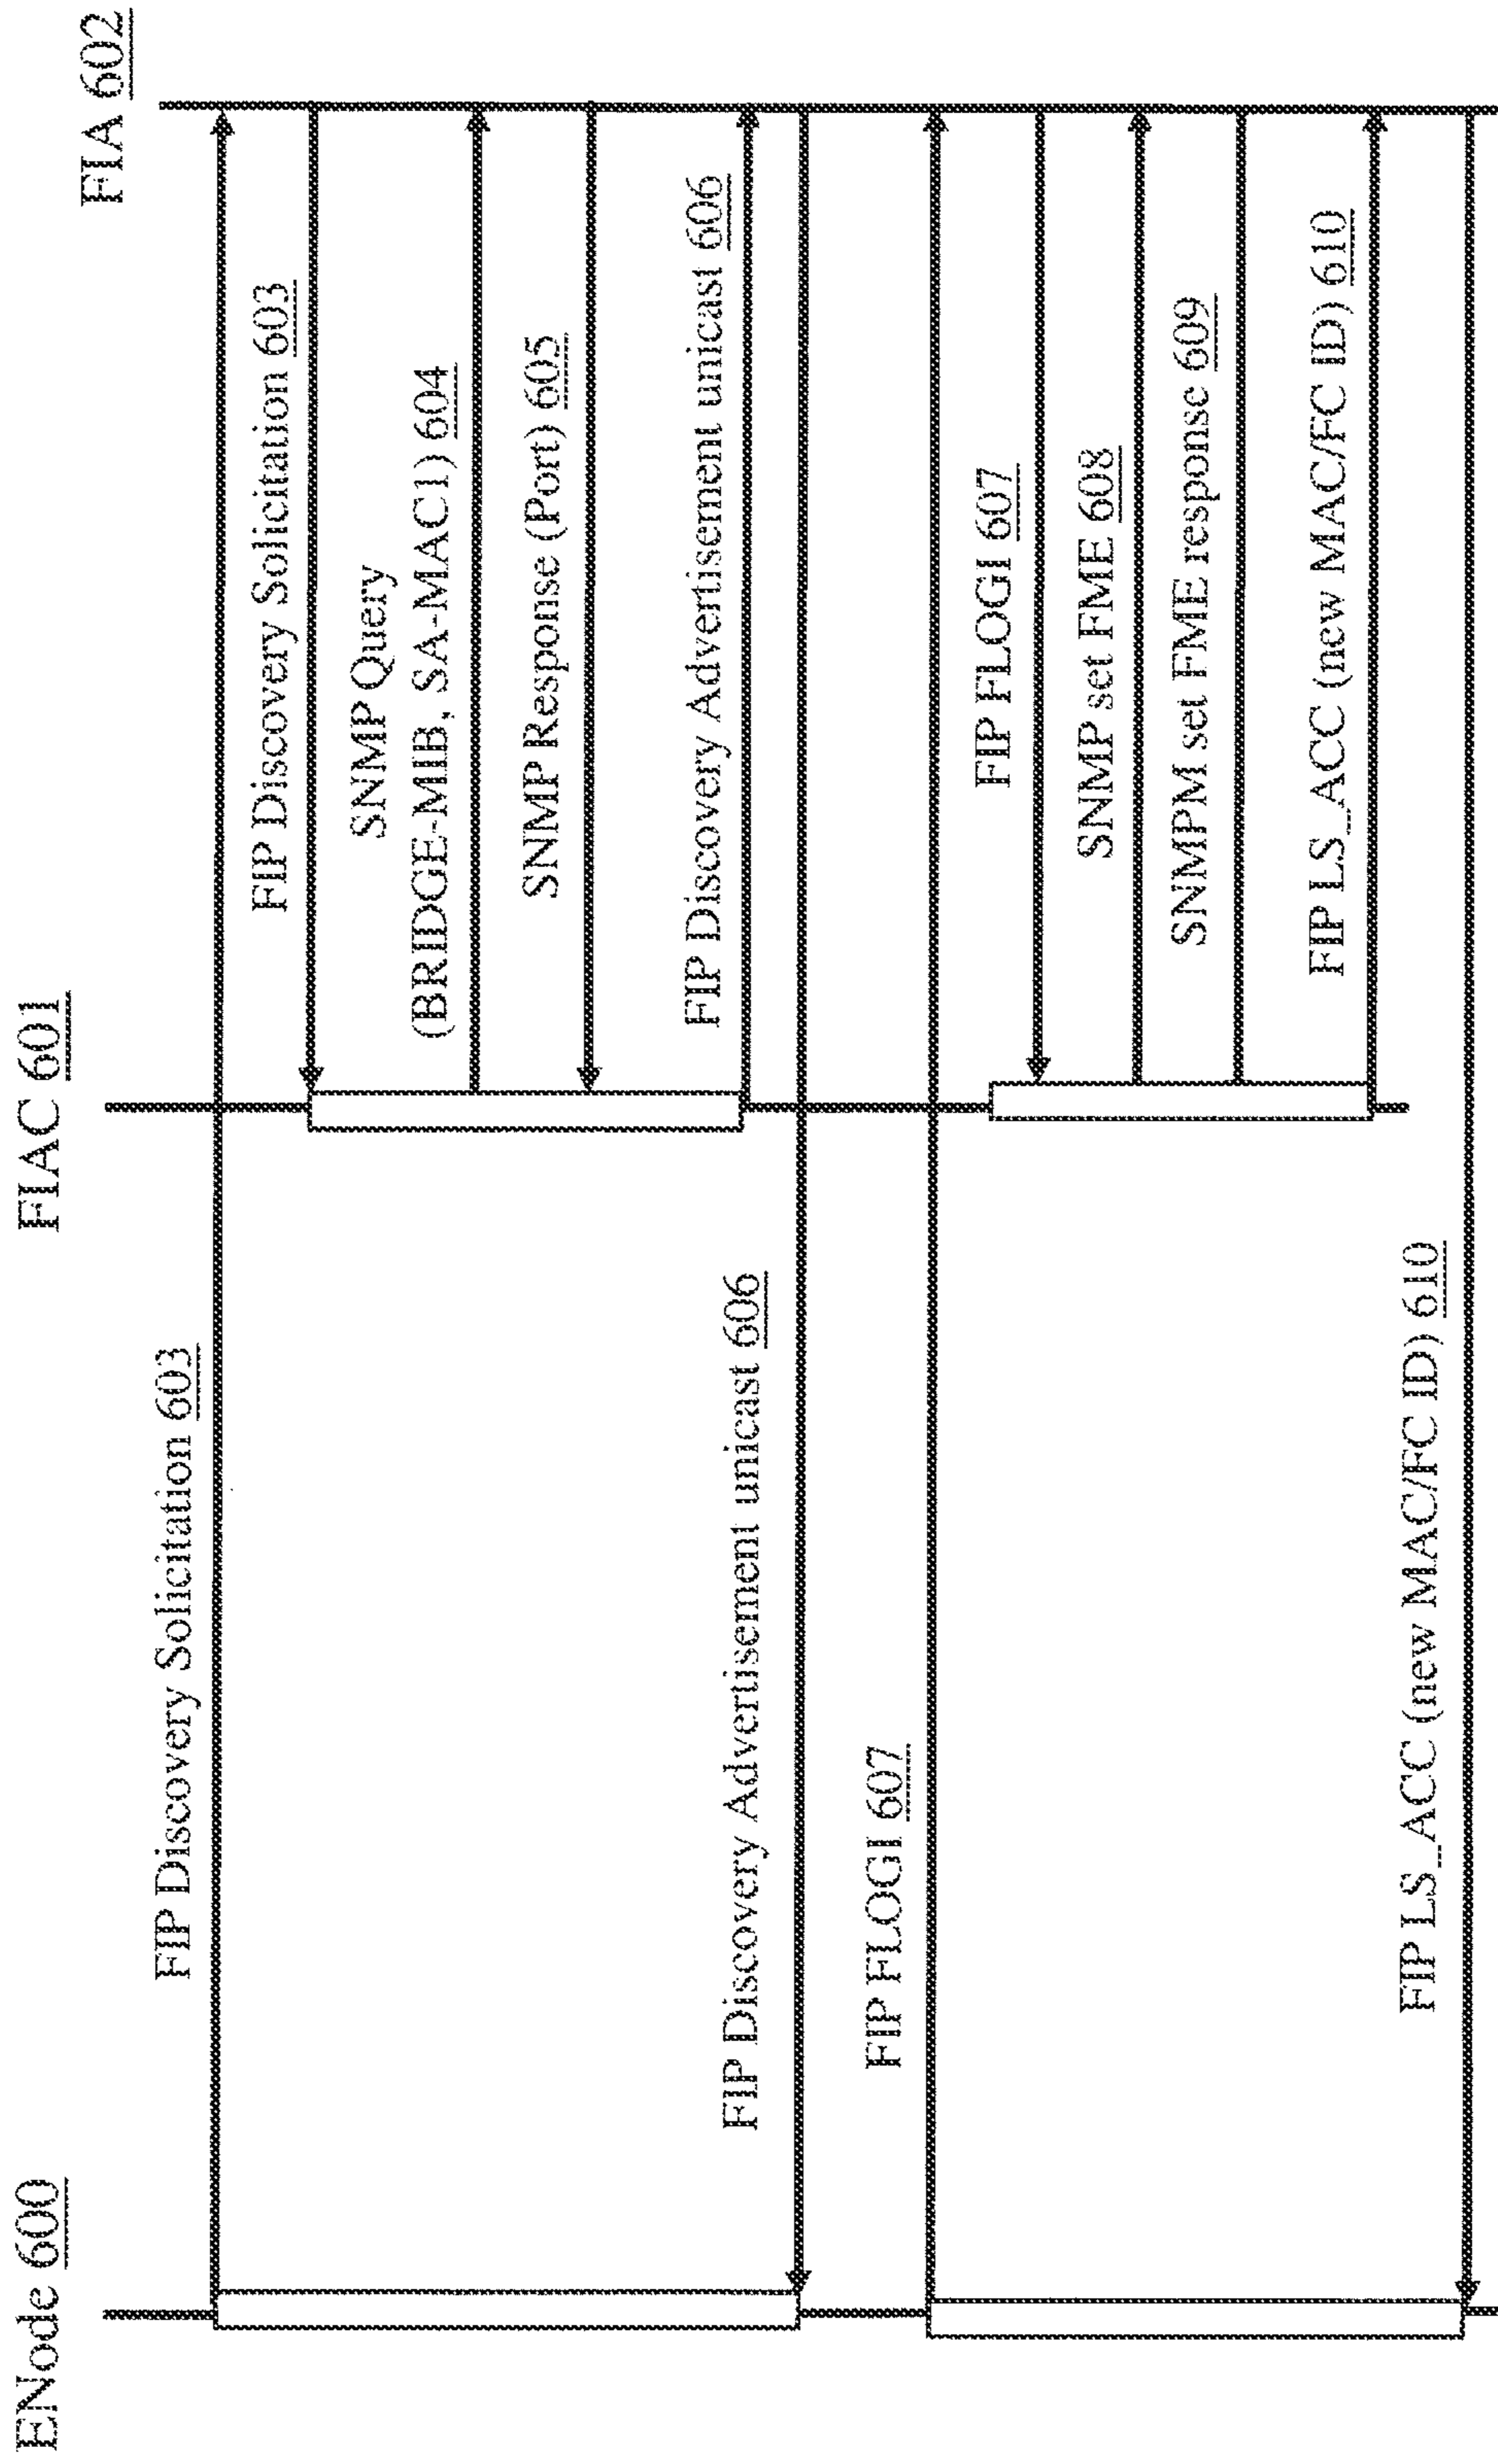 ENode 600
FIAC 601
FIA 602
FIP Discovery Solicitation 603
FIP Discovery Solicitation 603
SNMP Query
(BRIDGE-MIB, SA-MAC1) 604
SNMP Response (Port) 605
FIP Discovery Advertisement unicast 606
FIP Discovery Advertisement unicast 606
FIP FLOGI 607
FIP FLOGI 607
SNMP set FME 608
SNMPM set FME response 609
FIP LS_ACC (new MAC/FC ID) 610
FIP LS_ACC (new MAC/FC ID) 610